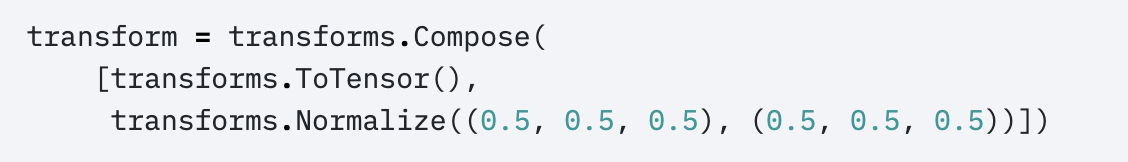 transform = transforms.Compose(
    [transforms.ToTensor(),
     transforms.Normalize((0.5, 0.5, 0.5), (0.5, 0.5, 0.5))])